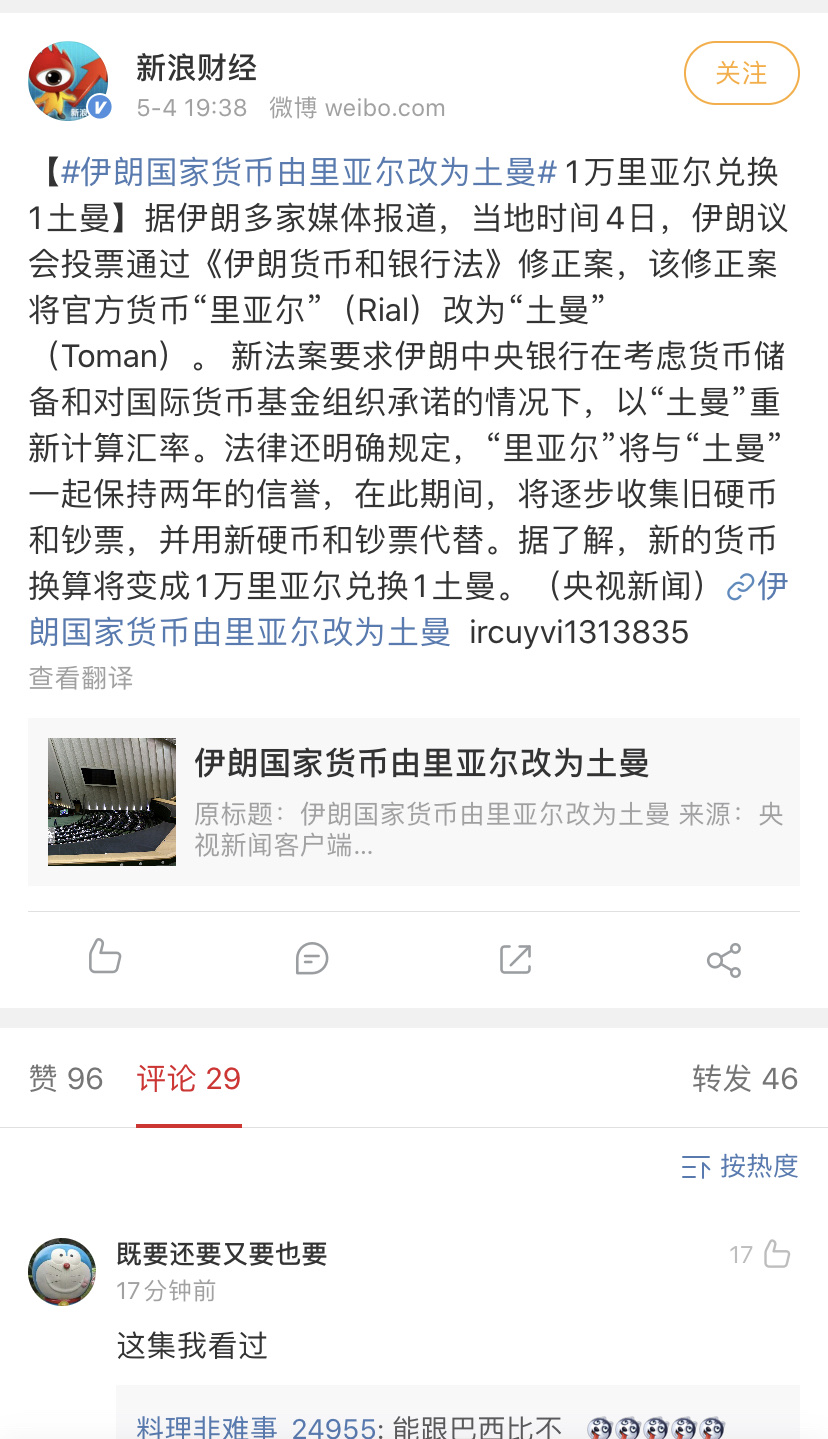 新浪财经
关注
5-4 19:38 微博 weibo.com
新浪
【#伊朗国家货币由里亚尔改为土曼# 1万里亚尔兑换
1土曼】据伊朗多家媒体报道，当地时间4日，伊朗议
会投票通过《伊朗货币和银行法》修正案，该修正案
将官方货币“里亚尔”（Rial）改为“土曼”
（Toman）。 新法案要求伊朗中央银行在考虑货币储
备和对国际货币基金组织承诺的情况下，以“土曼”重
新计算汇率。法律还明确规定，“里亚尔”将与“土曼”
一起保持两年的信誉，在此期间，将逐步收集旧硬币
和钞票，并用新硬币和钞票代替。据了解，新的货币
换算将变成1万里亚尔兑换1土曼。（央视新闻）伊
朗国家货币由里亚尔改为土曼 ircuyvi1313835
查看翻译
伊朗国家货币由里亚尔改为土曼
原标题：伊朗国家货币由里亚尔改为土曼 来源：央
视新闻客户端...
赞 96 评论 29 转发 46
按热度
既要还要又要也要
17
17分钟前
这集我看过
料理非难事_24955: 能跟巴西比不